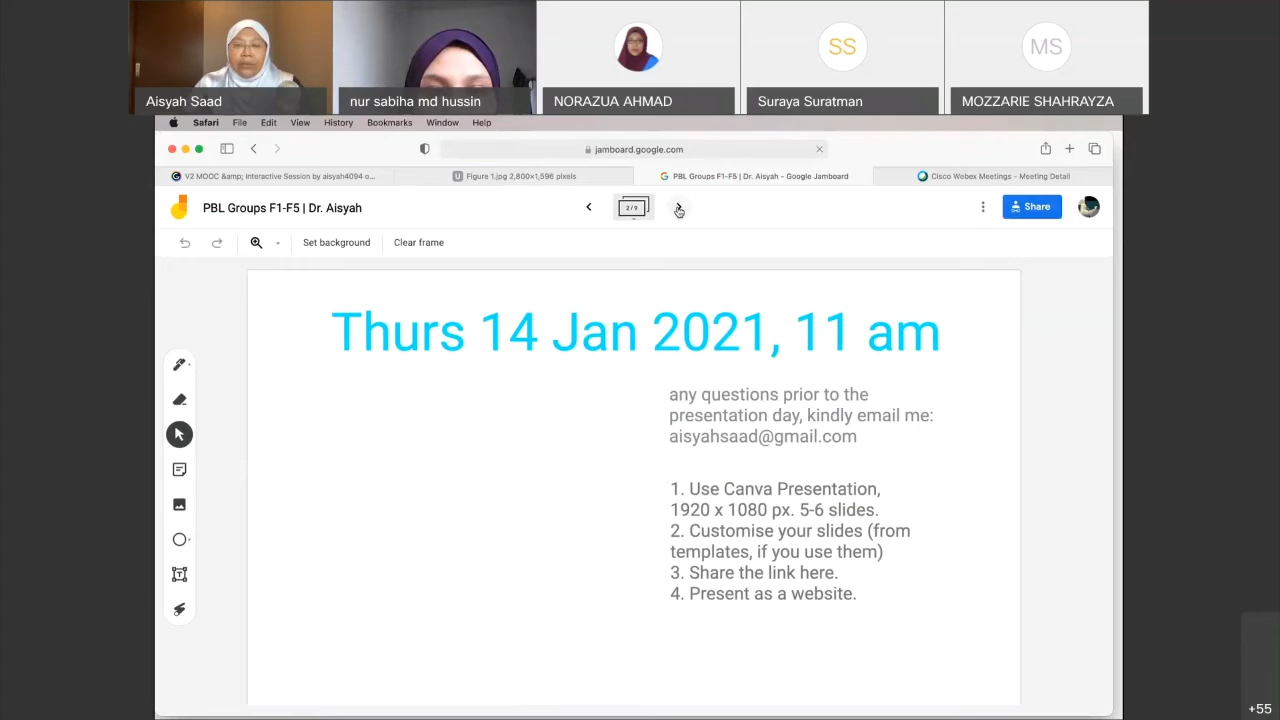 SS
MS
Aisyah Saad
nur sabiha md hussin
NORAZUA AHMAD
Suraya Suratman
MOZZARIE SHAHRAYZA
Safari File Edit View History Bookmarks Window Help
jamboard.google.com
V2 MOOC &amp; Interactive Session by aisyah4094 o...
U Figure 1.jpg 2,800×1,596 pixels
G PBL Groups F1-F5 | Dr. Aisyah - Google Jamboard
Cisco Webex Meetings - Meeting Detail
PBL Groups F1-F5 | Dr. Aisyah
2 / 9
Share
Set background
Clear frame
Thurs 14 Jan 2021, 11 am
any questions prior to the
presentation day, kindly email me:
aisyahsaad@gmail.com
1. Use Canva Presentation,
1920 x 1080 px. 5-6 slides.
2. Customise your slides (from
templates, if you use them)
3. Share the link here.
4. Present as a website.
T
+55